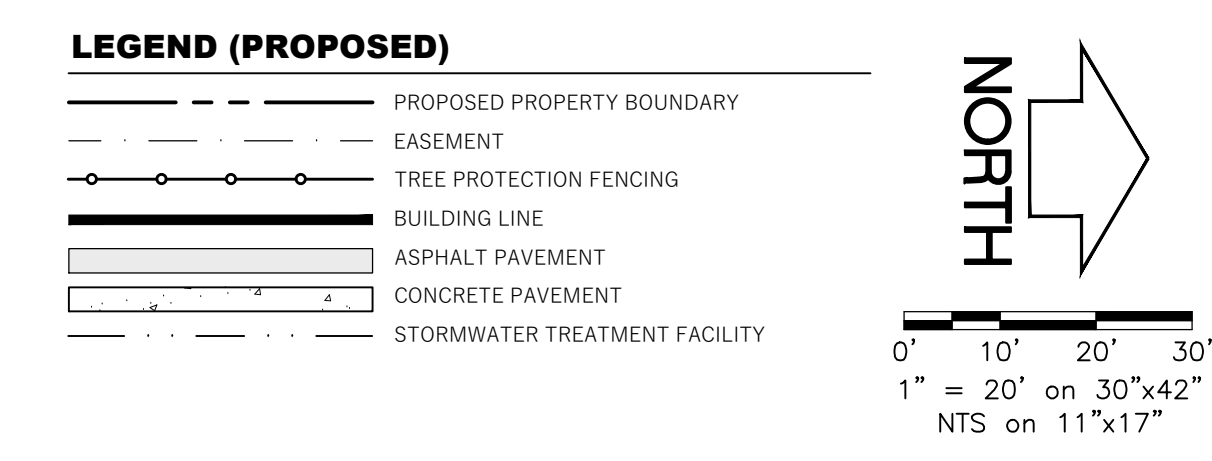 LEGEND (PROPOSED)
PROPOSED PROPERTY BOUNDARY
EASEMENT
TREE PROTECTION FENCING
BUILDING LINE
ASPHALT PAVEMENT
CONCRETE PAVEMENT
STORMWATER TREATMENT FACILITY
NORTH
0’ 10’ 20’ 30’
1” = 20’ on 30”x42”
NTS on 11”x17”